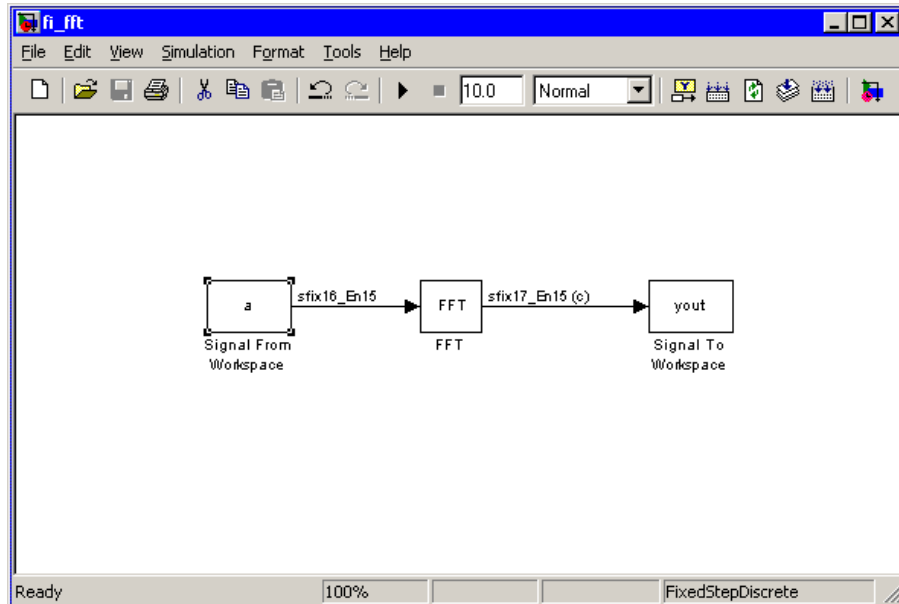 fi_fft
File Edit View Simulation Format Tools Help
10.0 Normal
a sfix16_En15 FFT sfix17_En15 (c) yout
Signal From Workspace
FFT
Signal To Workspace
Ready 100% FixedStepDiscrete